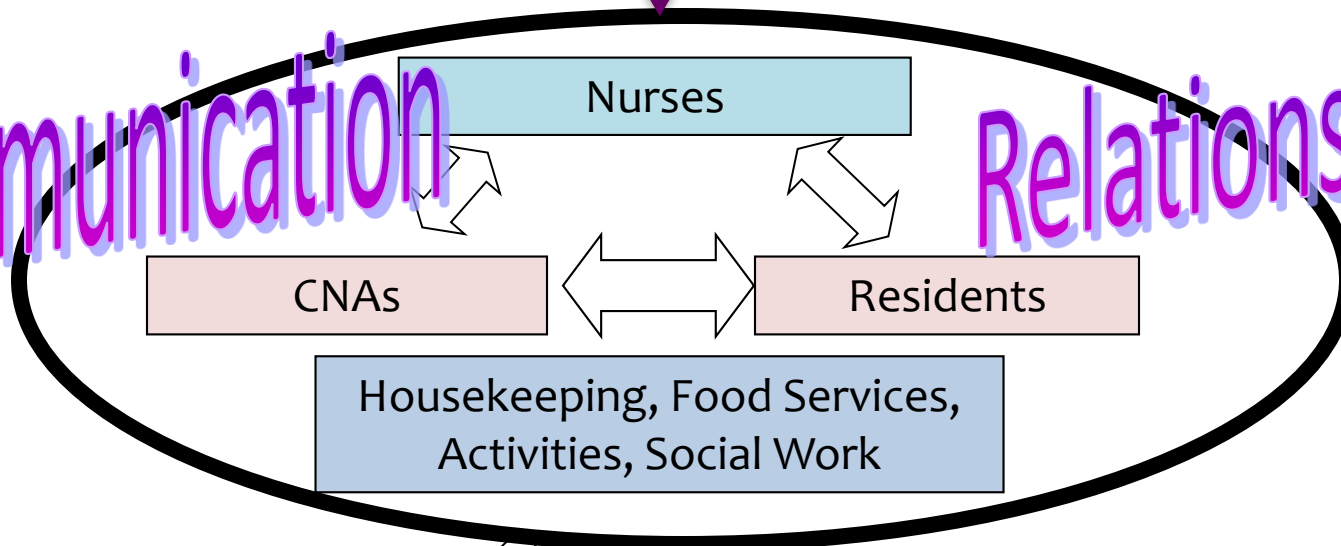 munication
Nurses
Relations
CNAs
Residents
Housekeeping, Food Services,
Activities, Social Work